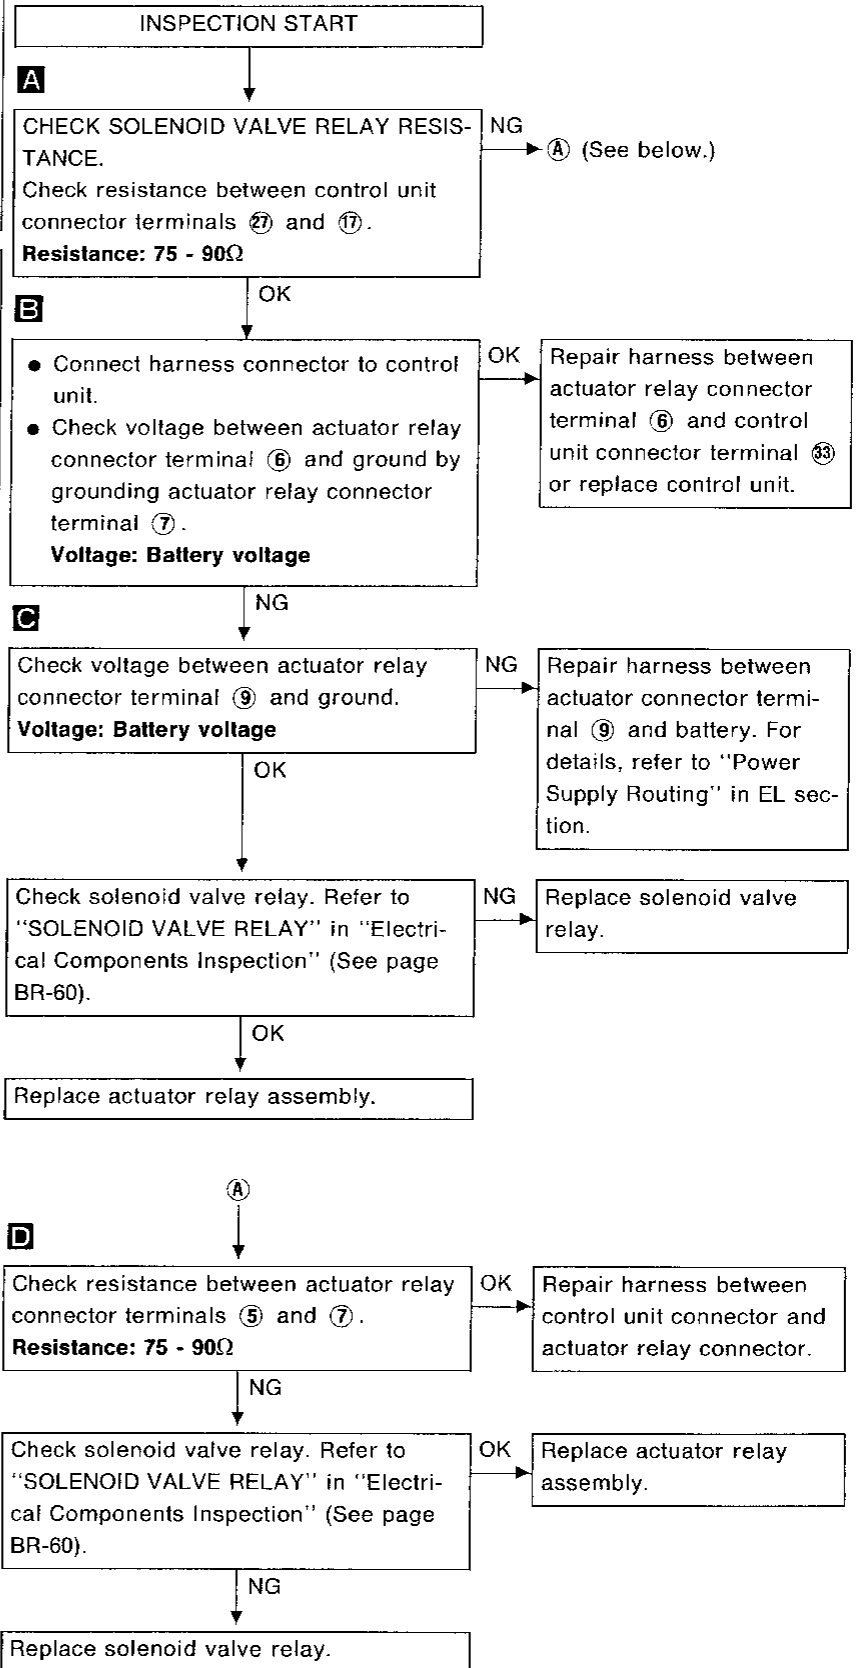 INSPECTION START
A
CHECK SOLENOID VALVE RELAY RESIS-
TANCE.
Check resistance between control unit
connector terminals ㉗ and ⑰.
Resistance: 75 - 90Ω
NG
Ⓐ (See below.)
OK
B
● Connect harness connector to control
unit.
● Check voltage between actuator relay
connector terminal ⑥ and ground by
grounding actuator relay connector
terminal ⑦.
Voltage: Battery voltage
OK
Repair harness between
actuator relay connector
terminal ⑥ and control
unit connector terminal ㉝
or replace control unit.
NG
C
Check voltage between actuator relay
connector terminal ⑨ and ground.
Voltage: Battery voltage
NG
Repair harness between
actuator connector termi-
nal ⑨ and battery. For
details, refer to "Power
Supply Routing" in EL sec-
tion.
OK
Check solenoid valve relay. Refer to
"SOLENOID VALVE RELAY" in "Electri-
cal Components Inspection" (See page
BR-60).
NG
Replace solenoid valve
relay.
OK
Replace actuator relay assembly.
Ⓐ
D
Check resistance between actuator relay
connector terminals ⑤ and ⑦.
Resistance: 75 - 90Ω
OK
Repair harness between
control unit connector and
actuator relay connector.
NG
Check solenoid valve relay. Refer to
"SOLENOID VALVE RELAY" in "Electri-
cal Components Inspection" (See page
BR-60).
OK
Replace actuator relay
assembly.
NG
Replace solenoid valve relay.